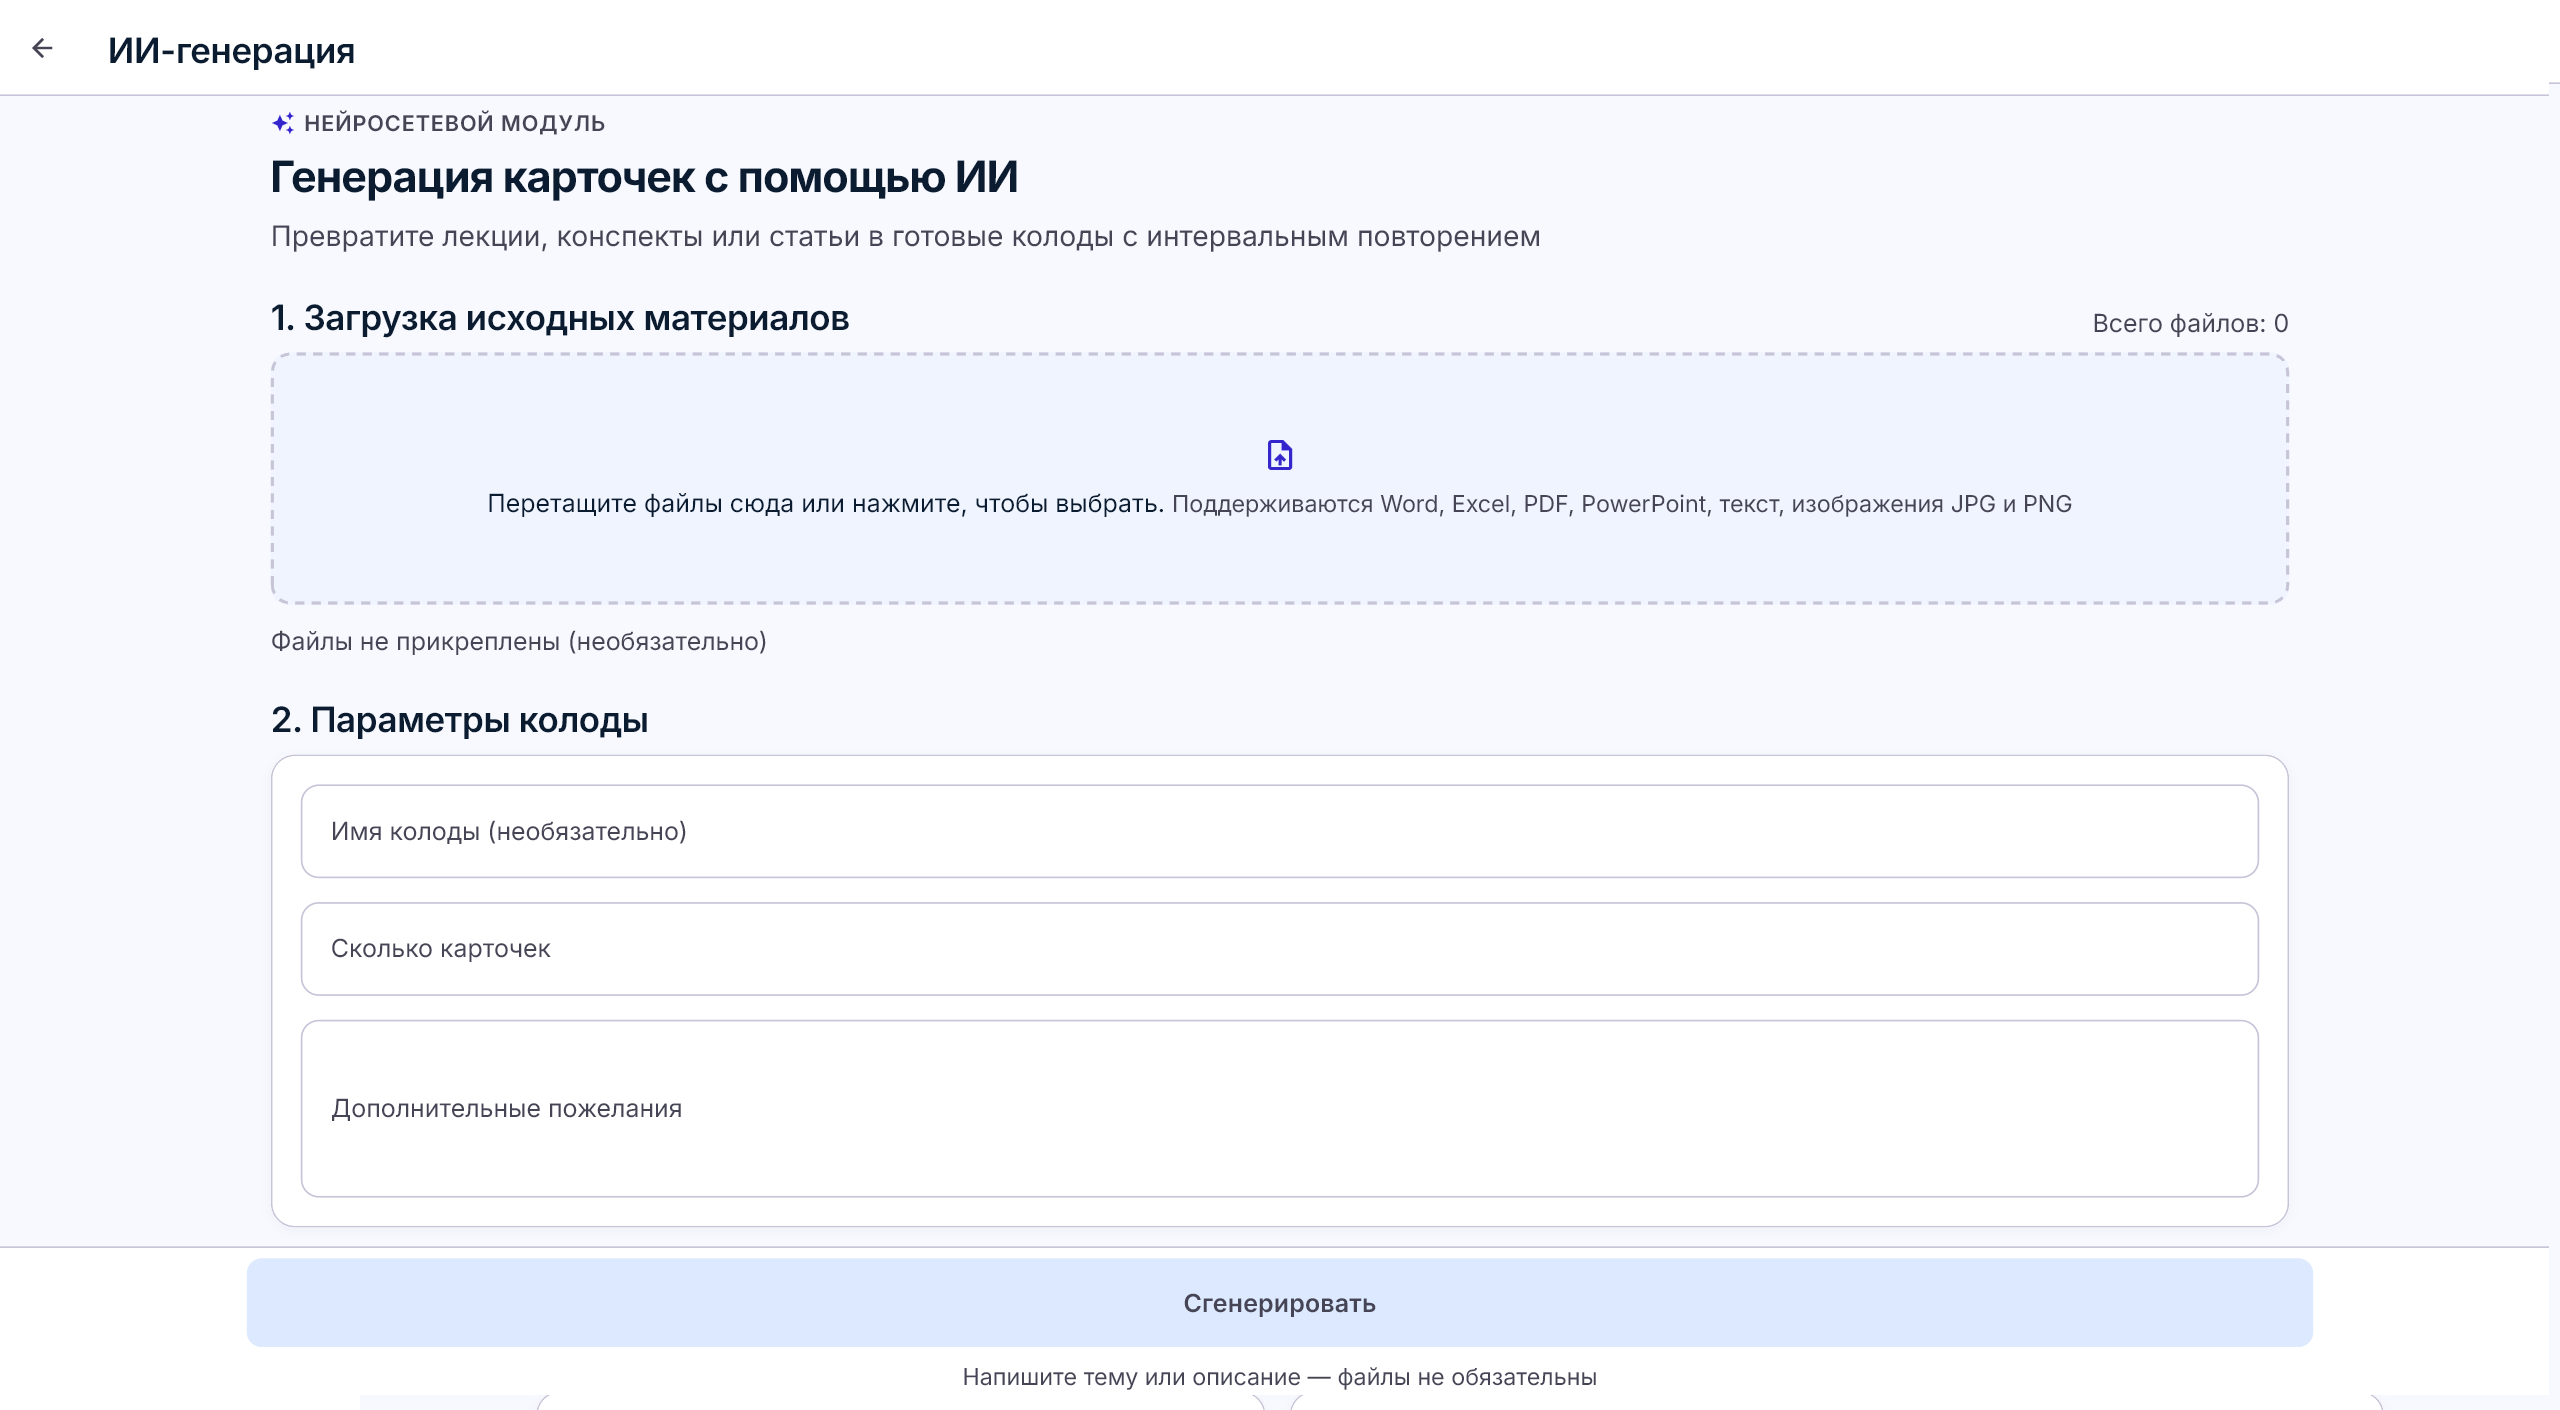 ИИ-генерация
НЕЙРОСЕТЕВОЙ МОДУЛЬ
Генерация карточек с помощью ИИ
Превратите лекции, конспекты или статьи в готовые колоды с интервальным повторением
1. Загрузка исходных материалов
Всего файлов: 0
Перетащите файлы сюда или нажмите, чтобы выбрать. Поддерживаются Word, Excel, PDF, PowerPoint, текст, изображения JPG и PNG
Файлы не прикреплены (необязательно)
2. Параметры колоды
Имя колоды (необязательно)
Сколько карточек
Дополнительные пожелания
Сгенерировать
Напишите тему или описание — файлы не обязательны